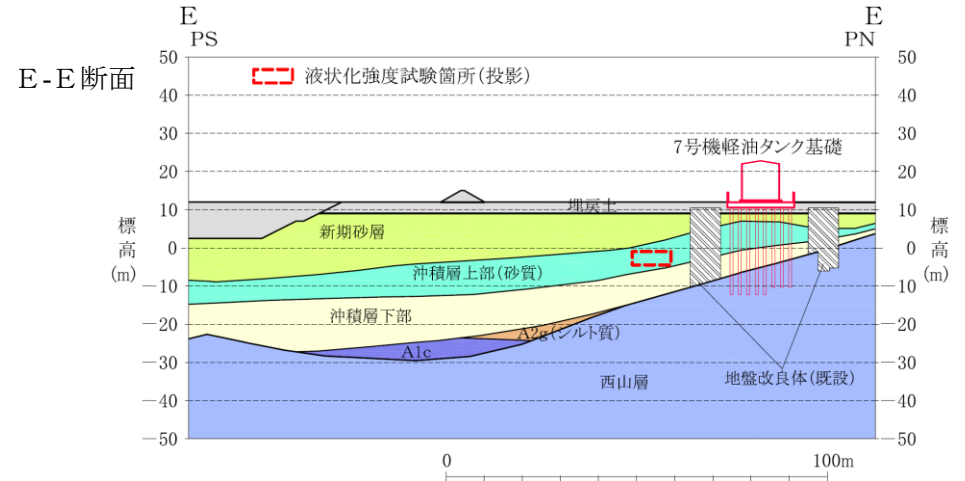 E E
PS PN
E-E断面
液状化強度試験箇所(投影)
50 50
40 40
30 30
7号機軽油タンク基礎
20 20
10 10
埋戻土
新期砂層
標高(m) 標高(m)
0 0
沖積層上部(砂質)
−10 −10
沖積層下部
−20 −20
A2g(シルト質)
A1c
−30 −30
西山層
地盤改良体(既設)
−40 −40
−50 −50
0 100m